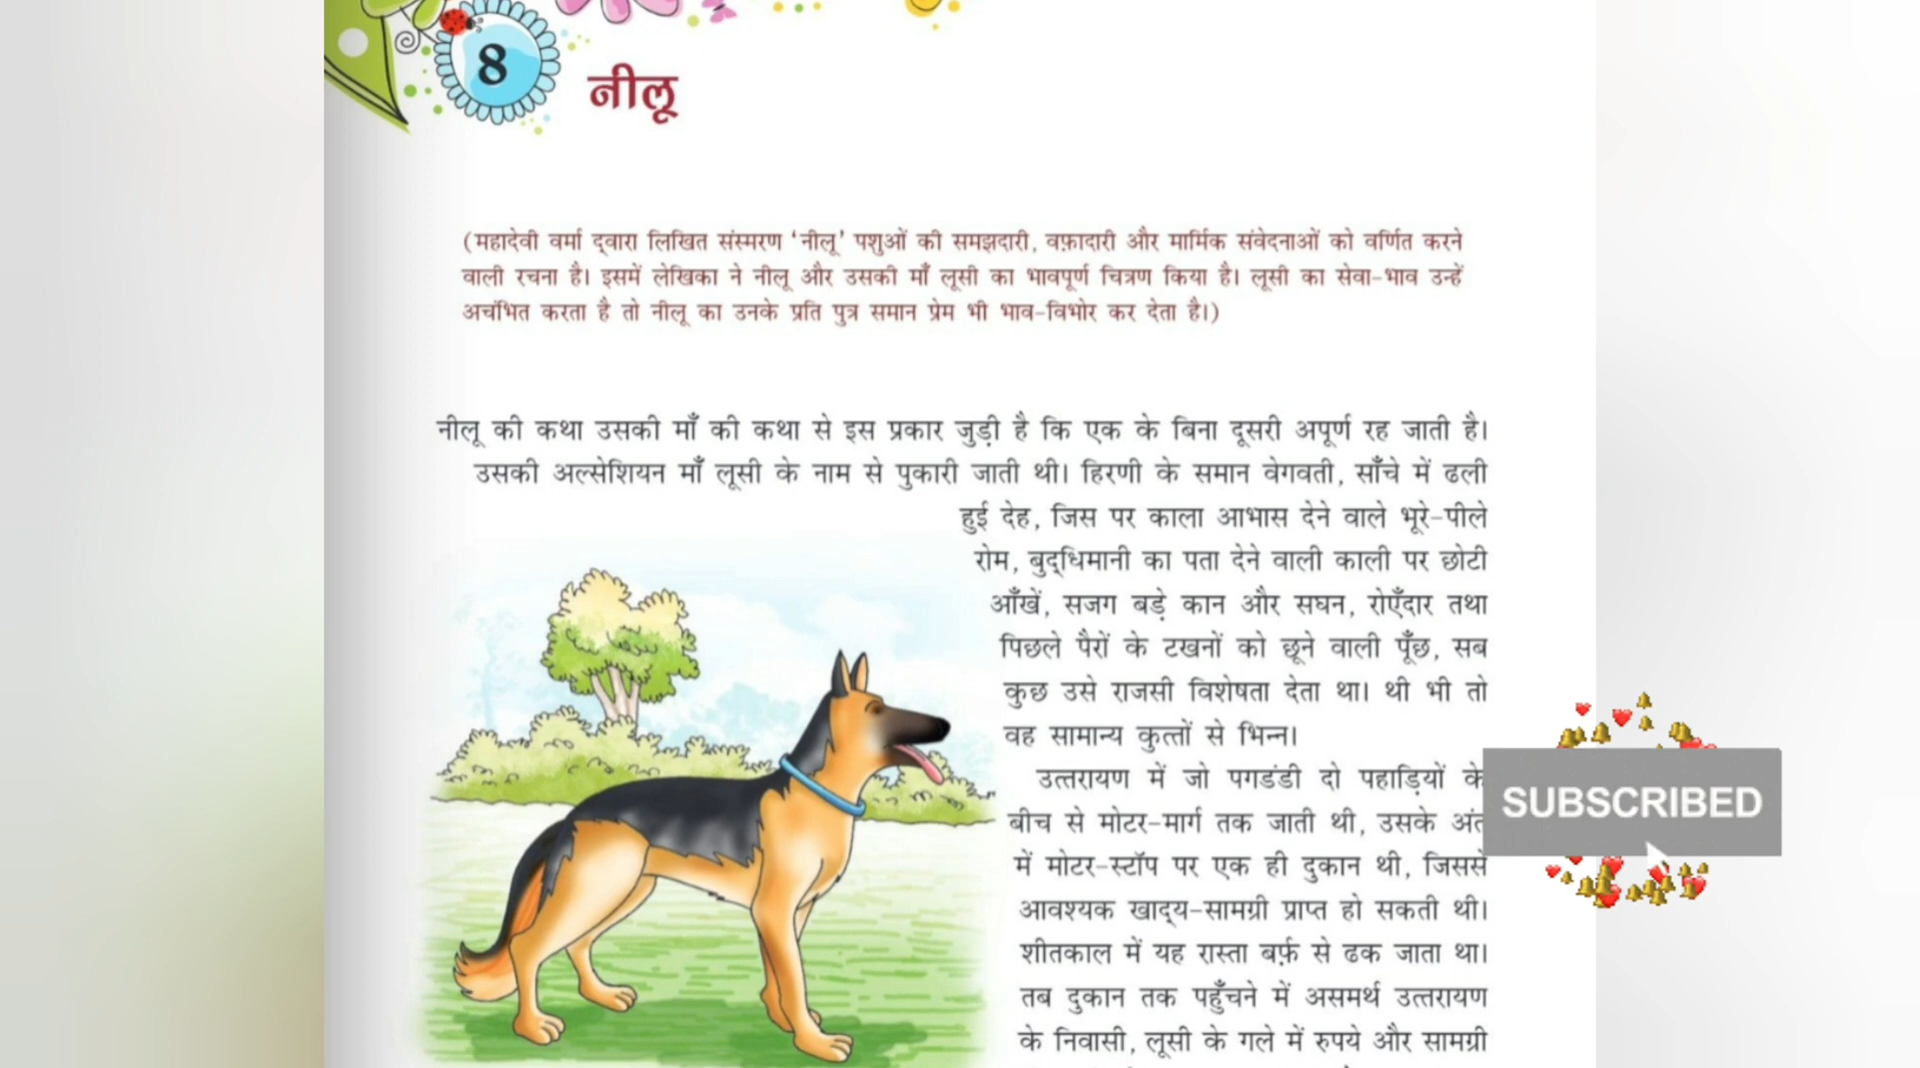 8
नीलू
(महादेवी वर्मा द्वारा लिखित संस्मरण ‘नीलू’ पशुओं की समझदारी, वफ़ादारी और मार्मिक संवेदनाओं को वर्णित करने
वाली रचना है। इसमें लेखिका ने नीलू और उसकी माँ लूसी का भावपूर्ण चित्रण किया है। लूसी का सेवा-भाव उन्हें
अचंभित करता है तो नीलू का उनके प्रति पुत्र समान प्रेम भी भाव-विभोर कर देता है।)
नीलू की कथा उसकी माँ की कथा से इस प्रकार जुड़ी है कि एक के बिना दूसरी अपूर्ण रह जाती है।
उसकी अल्सेशियन माँ लूसी के नाम से पुकारी जाती थी। हिरणी के समान वेगवती, साँचे में ढली
हुई देह, जिस पर काला आभास देने वाले भूरे-पीले
रोम, बुद्धिमानी का पता देने वाली काली पर छोटी
आँखें, सजग बड़े कान और सघन, रोएँदार तथा
पिछले पैरों के टखनों को छूने वाली पूँछ, सब
कुछ उसे राजसी विशेषता देता था। थी भी तो
वह सामान्य कुत्तों से भिन्न।
उत्तरायण में जो पगडंडी दो पहाड़ियों के
बीच से मोटर-मार्ग तक जाती थी, उसके अंत
में मोटर-स्टॉप पर एक ही दुकान थी, जिससे
आवश्यक खाद्य-सामग्री प्राप्त हो सकती थी।
शीतकाल में यह रास्ता बर्फ़ से ढक जाता था।
तब दुकान तक पहुँचने में असमर्थ उत्तरायण
के निवासी, लूसी के गले में रुपये और सामग्री
SUBSCRIBED